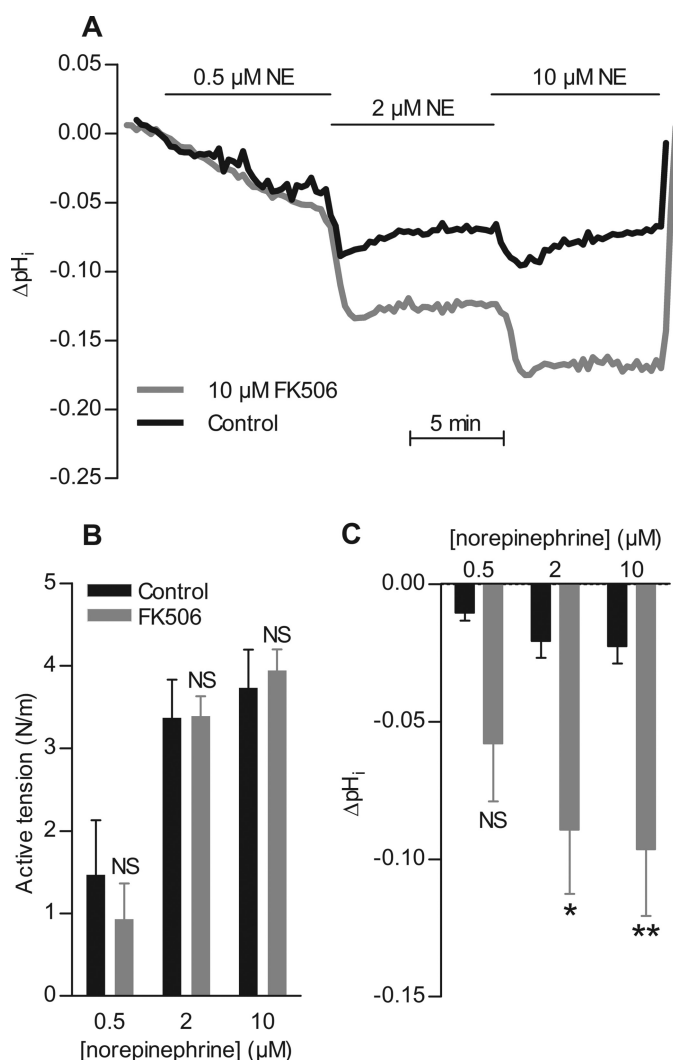 A
0.05
0.00
-0.05
-0.10
-0.15
-0.20
-0.25
ΔpHi
0.5 µM NE
2 µM NE
10 µM NE
10 µM FK506
Control
5 min
B
5
4
3
2
1
0
Active tension (N/m)
Control
FK506
NS
NS
NS
0.5 2 10
[norepinephrine] (µM)
C
[norepinephrine] (µM)
0.5 2 10
0.00
-0.05
-0.10
-0.15
ΔpHi
NS
*
**